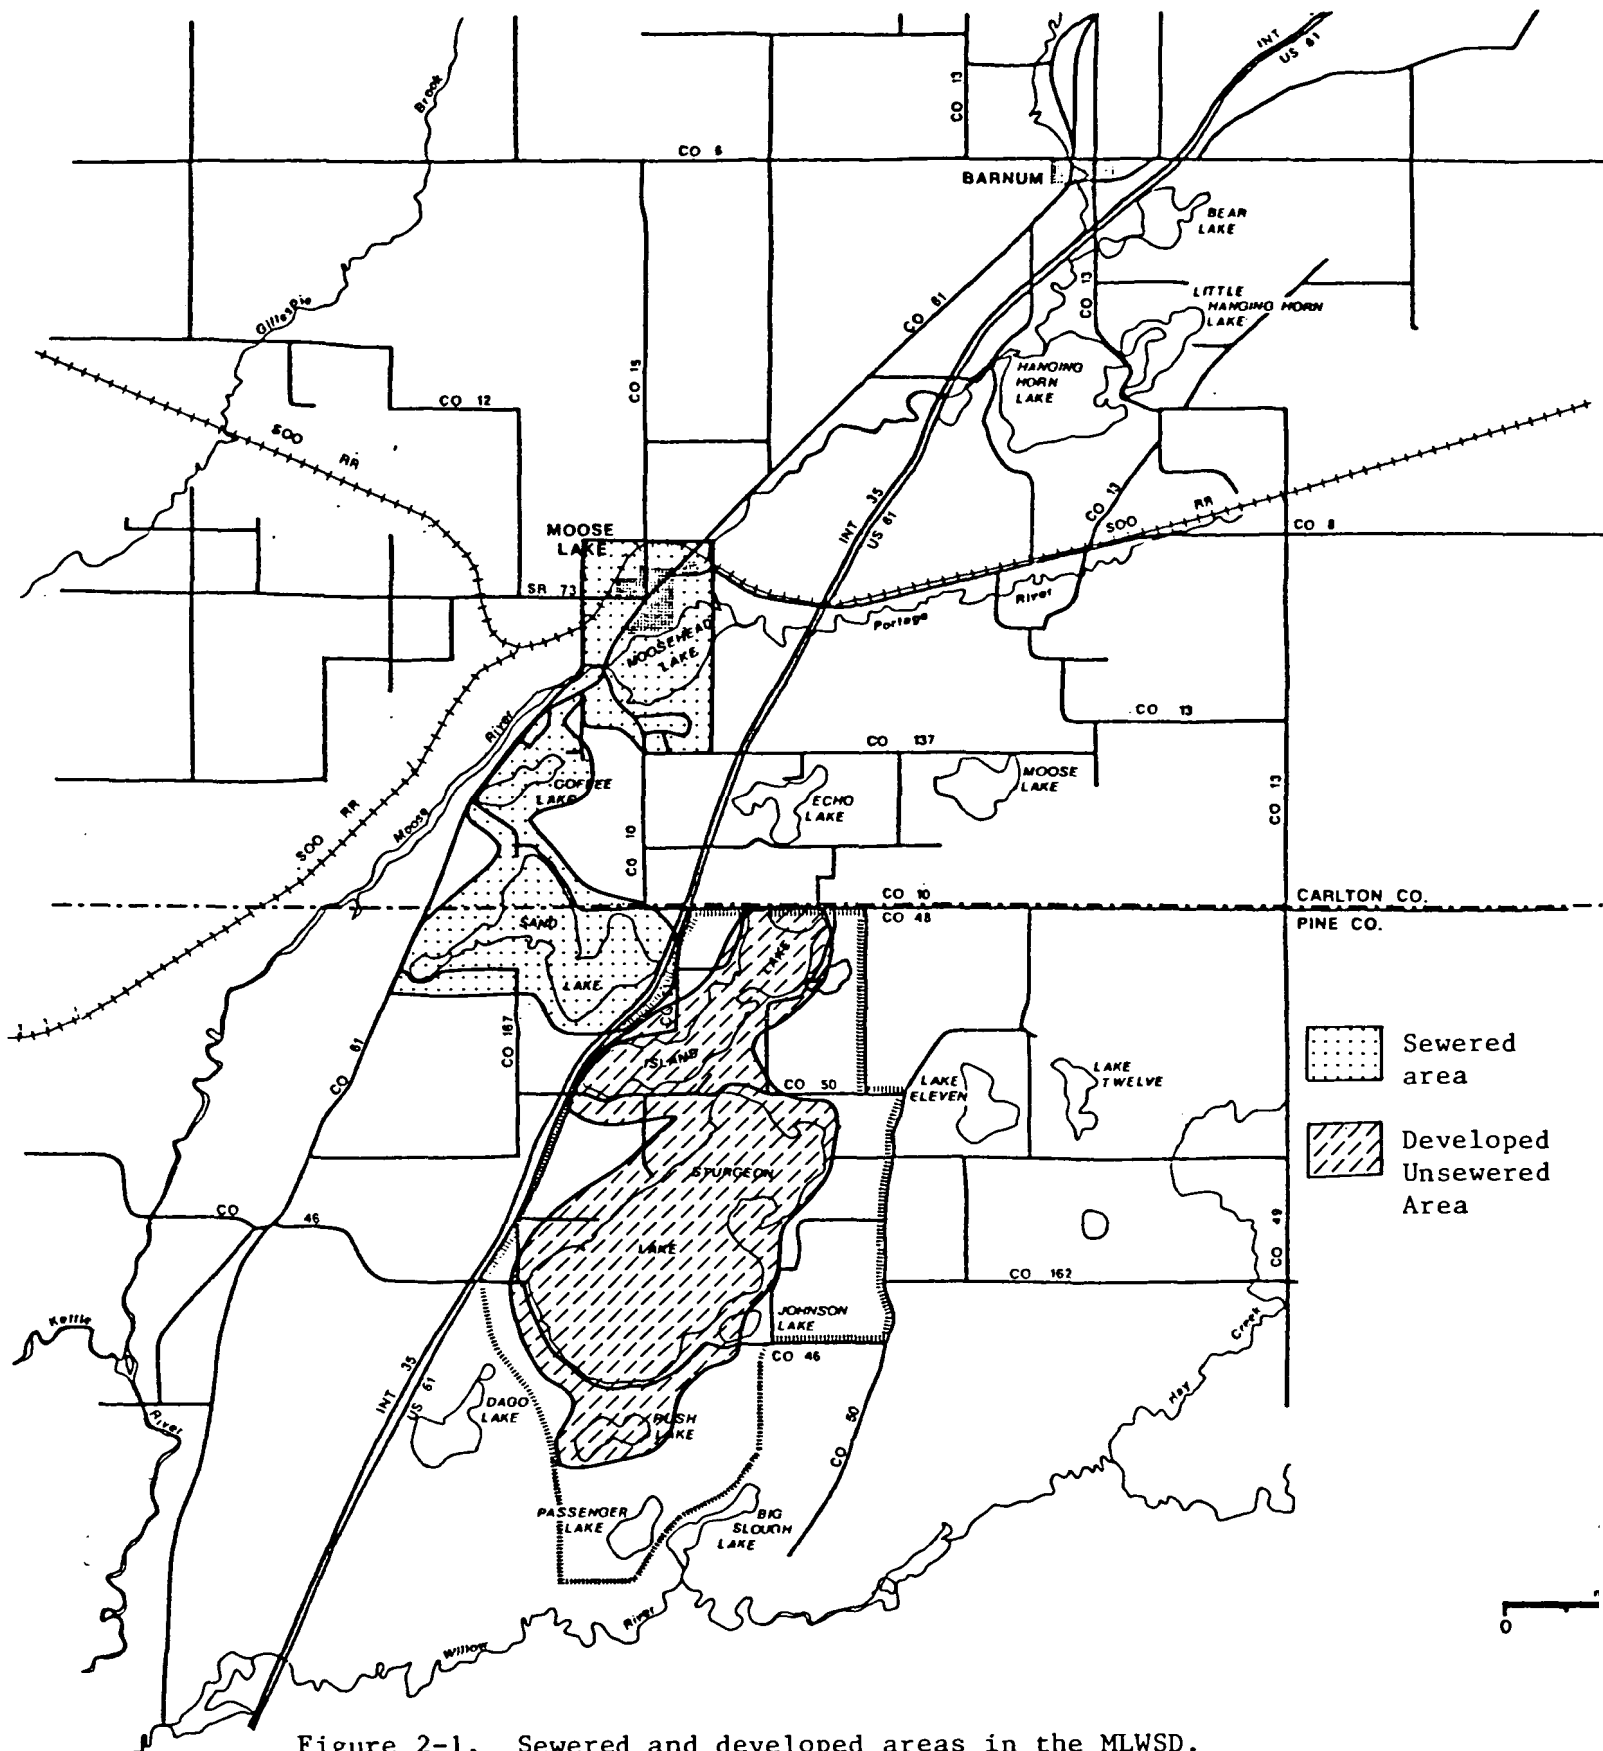 INT
US 61
Brook
CO 13
CO 6
BARNUM
BEAR
LAKE
LITTLE
HANGING HORN
LAKE
CO 13
CO 61
Gillespie
HANGING
HORN
LAKE
CO 15
CO 12
SOO RR
INT 35
US 61
CO 13
SOO RR
CO 8
MOOSE
LAKE
SR 73
River
Portage
MOOSEHEAD
LAKE
River
CO 13
CO 137
COFFEE
LAKE
MOOSE
LAKE
ECHO
LAKE
CO 13
SOO RR
Moose
CO 10
CO 10
CARLTON CO.
CO 48
PINE CO.
SAND
LAKE
LAKE
CO 167
CO
ISLAND
CO 61
CO 50
LAKE
ELEVEN
LAKE
TWELVE
Sewered
area
Developed
Unsewered
Area
STURGEON
LAKE
CO 46
CO 49
CO 162
Kettle
JOHNSON
LAKE
Creek
CO 46
INT 35
US 61
Hay
River
DAGO
LAKE
RUSH
LAKE
CO 50
PASSENGER
LAKE
BIG
SLOUGH
LAKE
0
River
Willow
Figure 2-1. Sewered and developed areas in the MLWSD.